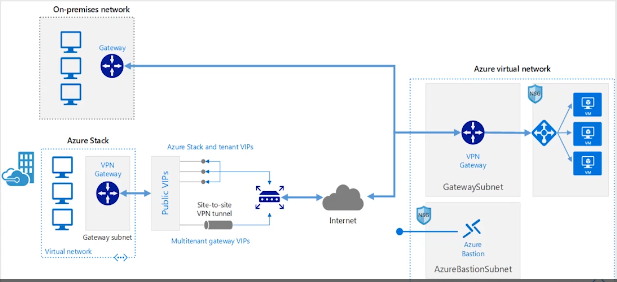 On-premises network
Gateway
Azure virtual network
NSG
VM
VPN
Gateway
VM
VM
GatewaySubnet
Azure Stack
Azure Stack and tenant VIPs
VPN
Gateway
Public VIPs
Site-to-site
VPN tunnel
Internet
Gateway subnet
Multitenant gateway VIPs
Virtual network
NSG
Azure
Bastion
AzureBastionSubnet